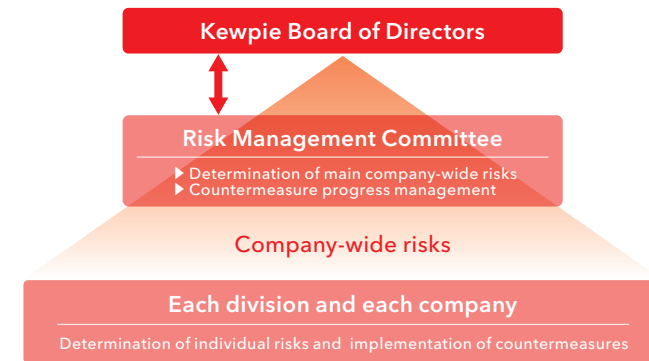 Kewpie Board of Directors
Risk Management Committee
▶ Determination of main company-wide risks
▶ Countermeasure progress management
Company-wide risks
Each division and each company
Determination of individual risks and implementation of countermeasures